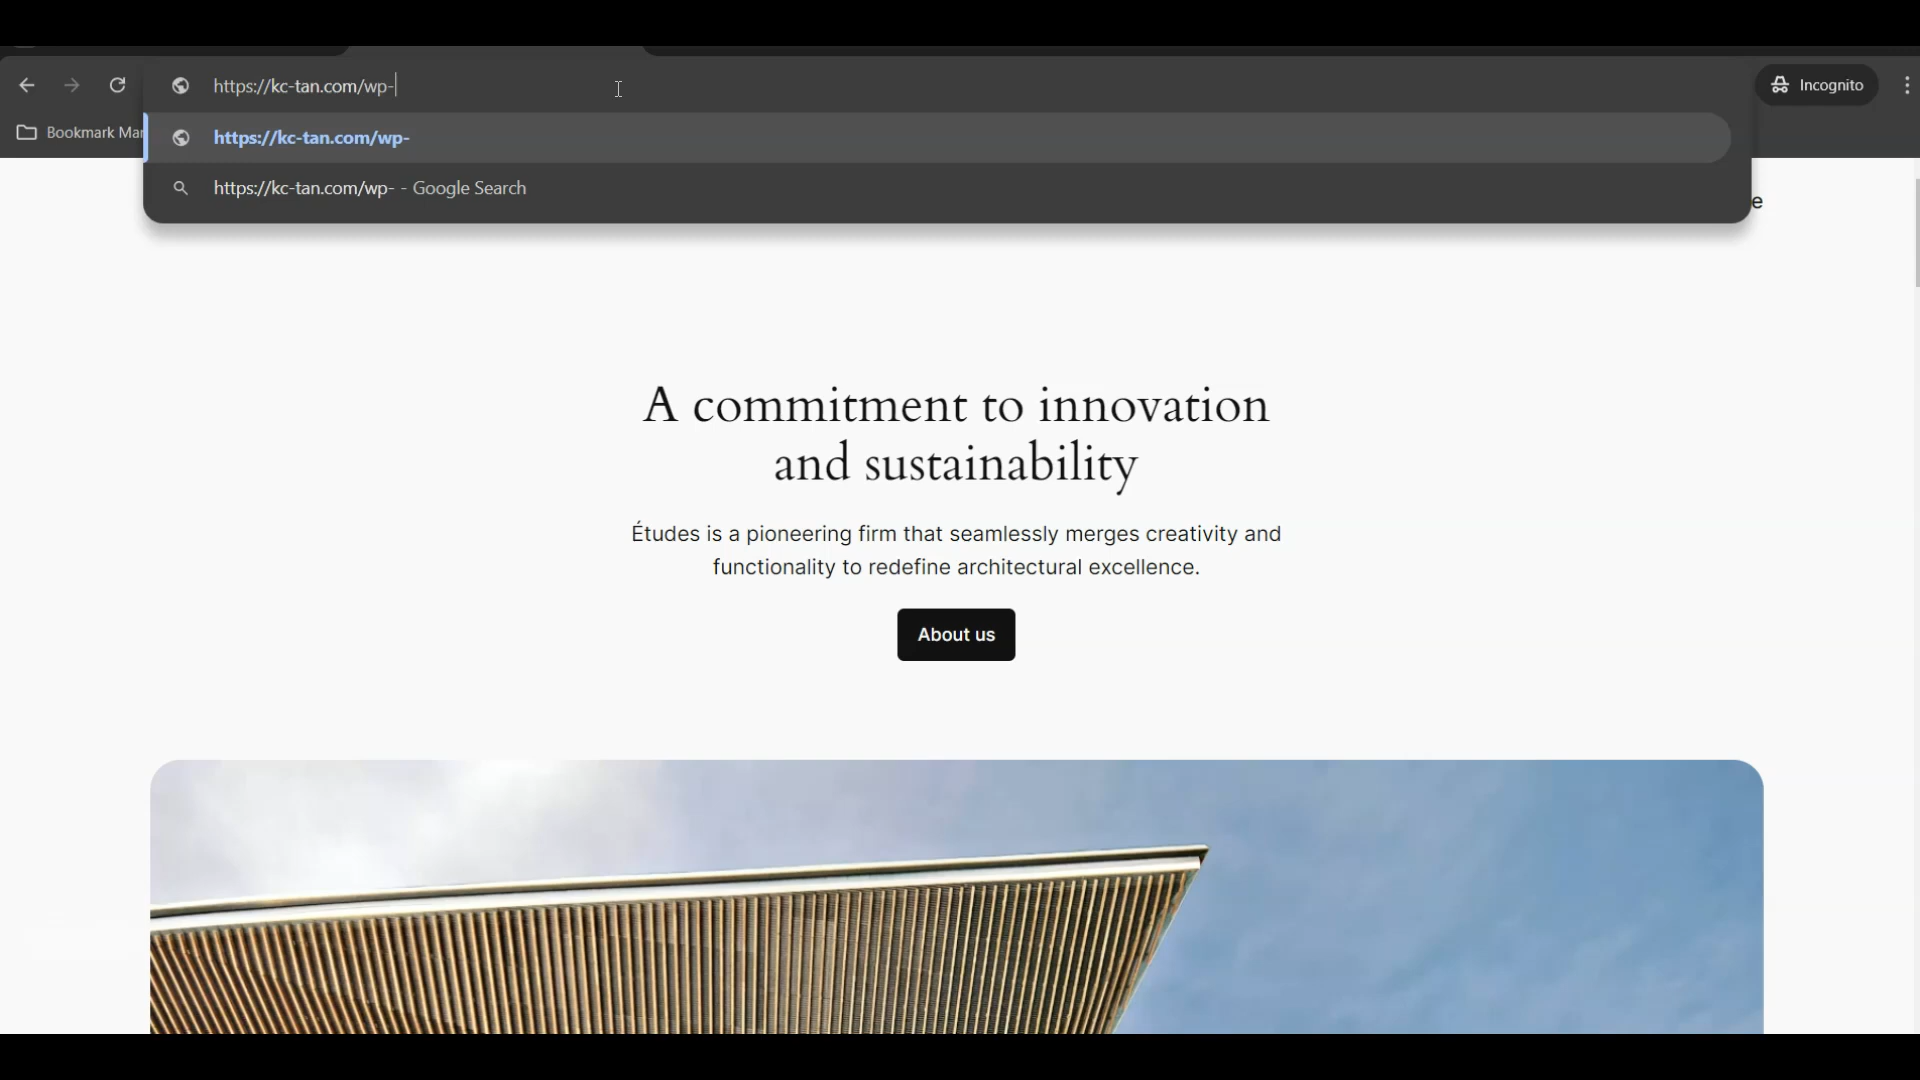 https://kc-tan.com/wp-
Incognito
Bookmark Mar
https://kc-tan.com/wp-
https://kc-tan.com/wp- - Google Search
e
A commitment to innovation
and sustainability
Études is a pioneering firm that seamlessly merges creativity and
functionality to redefine architectural excellence.
About us